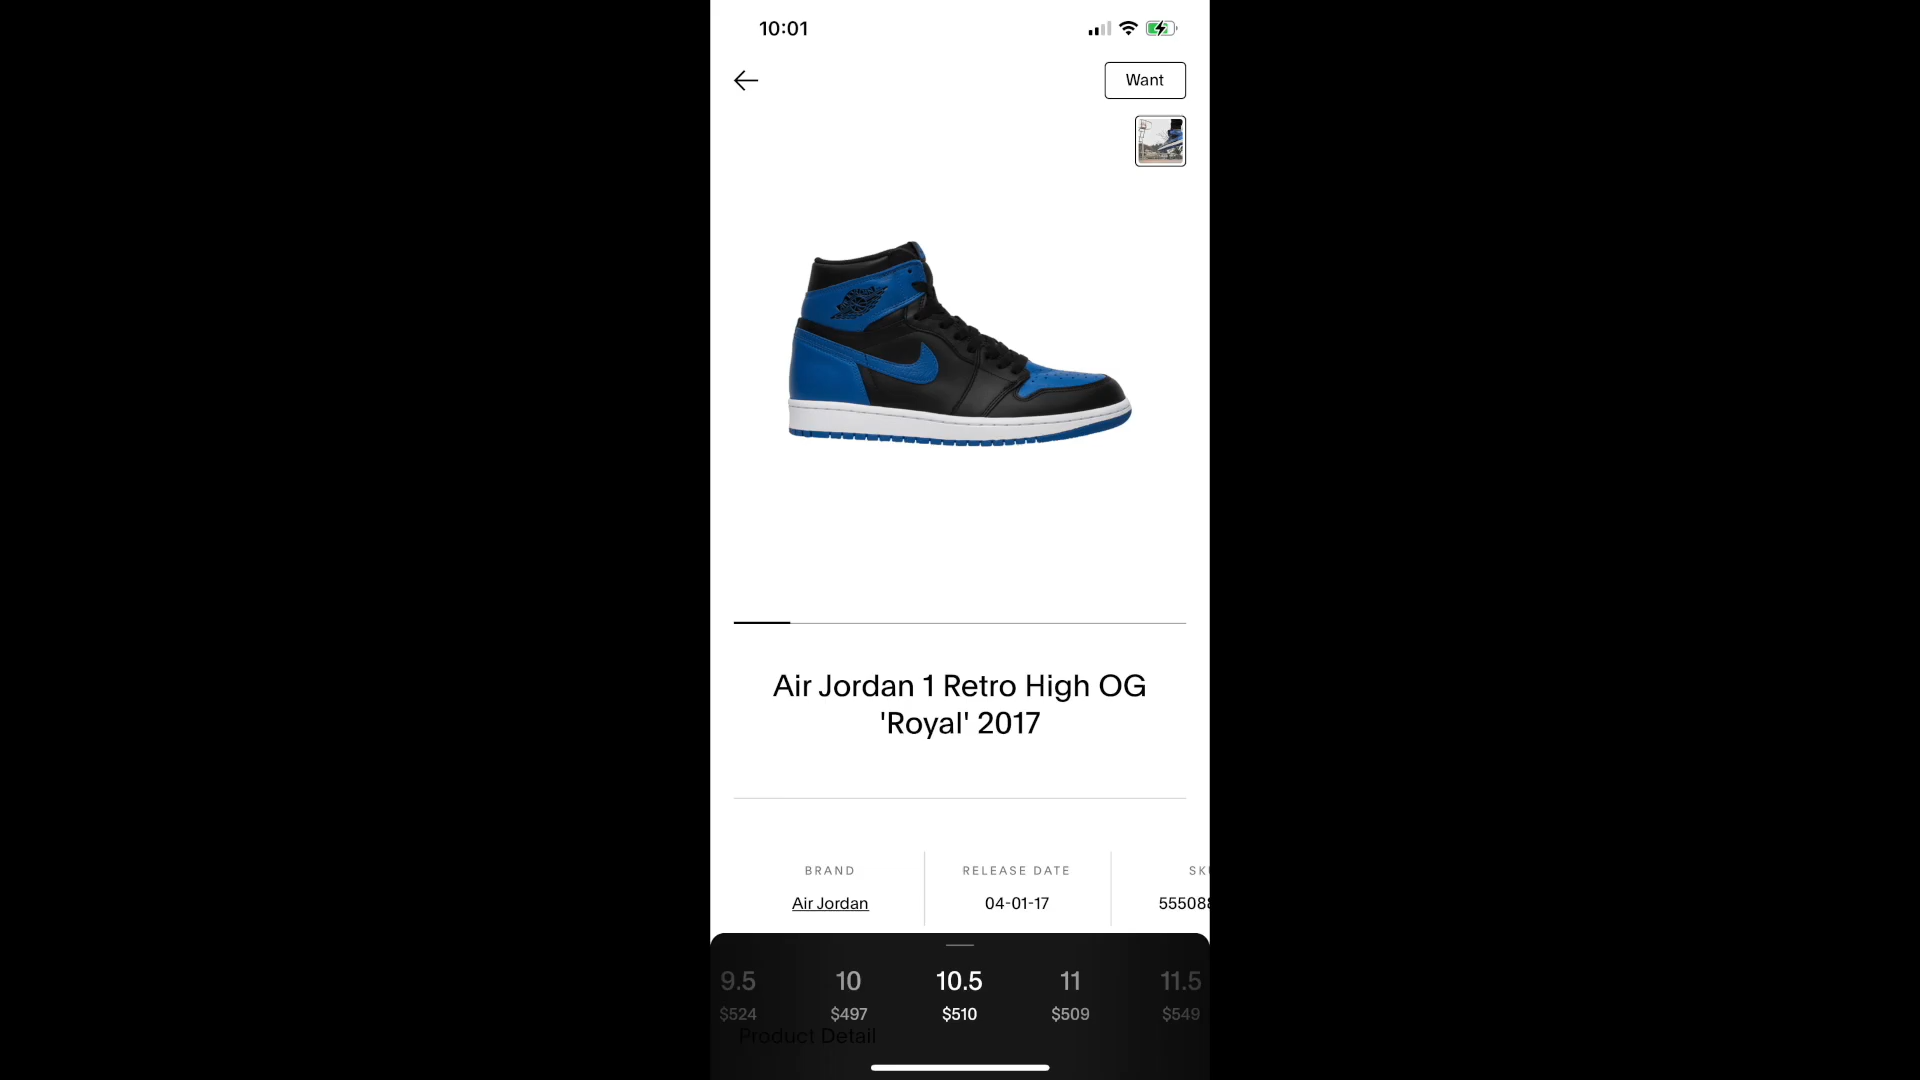 10:01
Want
Air Jordan 1 Retro High OG
'Royal' 2017
BRAND
RELEASE DATE
Air Jordan
04-01-17
9.5
10
10.5
11
11.5
$524
$497
$510
$509
$549
Product Detail